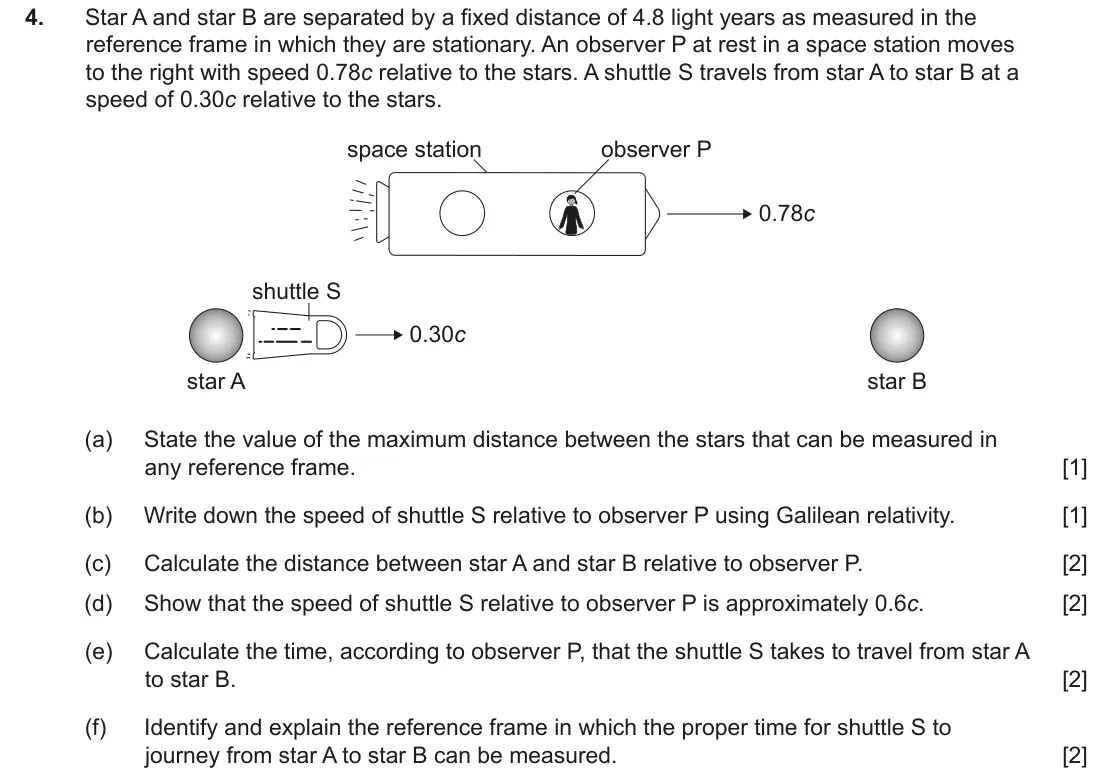 4. Star A and star B are separated by a fixed distance of 4.8 light years as measured in the
reference frame in which they are stationary. An observer P at rest in a space station moves
to the right with speed 0.78c relative to the stars. A shuttle S travels from star A to star B at a
speed of 0.30c relative to the stars.
space station observer P
0.78c
shuttle S
0.30c
star A star B
(a) State the value of the maximum distance between the stars that can be measured in
any reference frame. [1]
(b) Write down the speed of shuttle S relative to observer P using Galilean relativity. [1]
(c) Calculate the distance between star A and star B relative to observer P. [2]
(d) Show that the speed of shuttle S relative to observer P is approximately 0.6c. [2]
(e) Calculate the time, according to observer P, that the shuttle S takes to travel from star A
to star B. [2]
(f) Identify and explain the reference frame in which the proper time for shuttle S to
journey from star A to star B can be measured. [2]